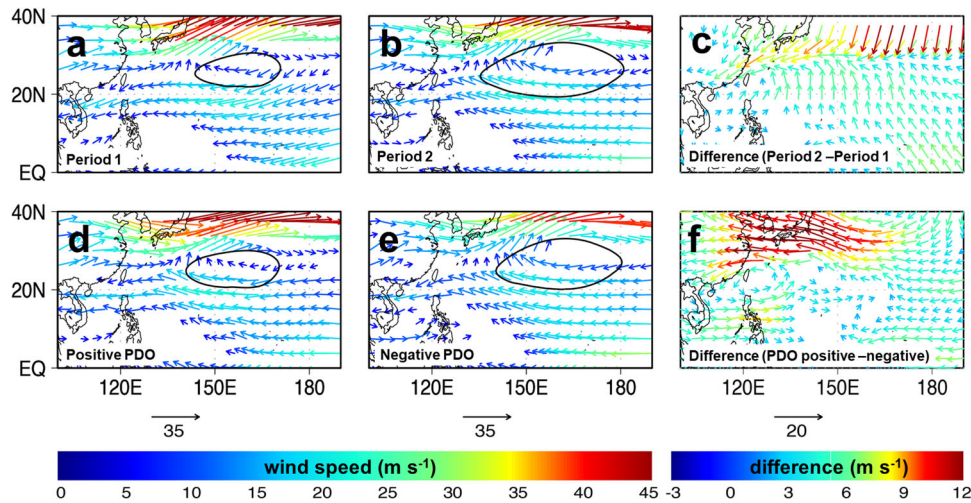 40N
20N
EQ
a
Period 1
b
Period 2
c
Difference (Period 2 –Period 1
40N
20N
EQ
d
Positive PDO
e
Negative PDO
f
Difference (PDO positive –negative)
120E 150E 180
120E 150E 180
120E 150E 180
35
35
20
wind speed (m s⁻¹)
0 5 10 15 20 25 30 35 40 45
difference (m s⁻¹)
-3 0 3 6 9 12